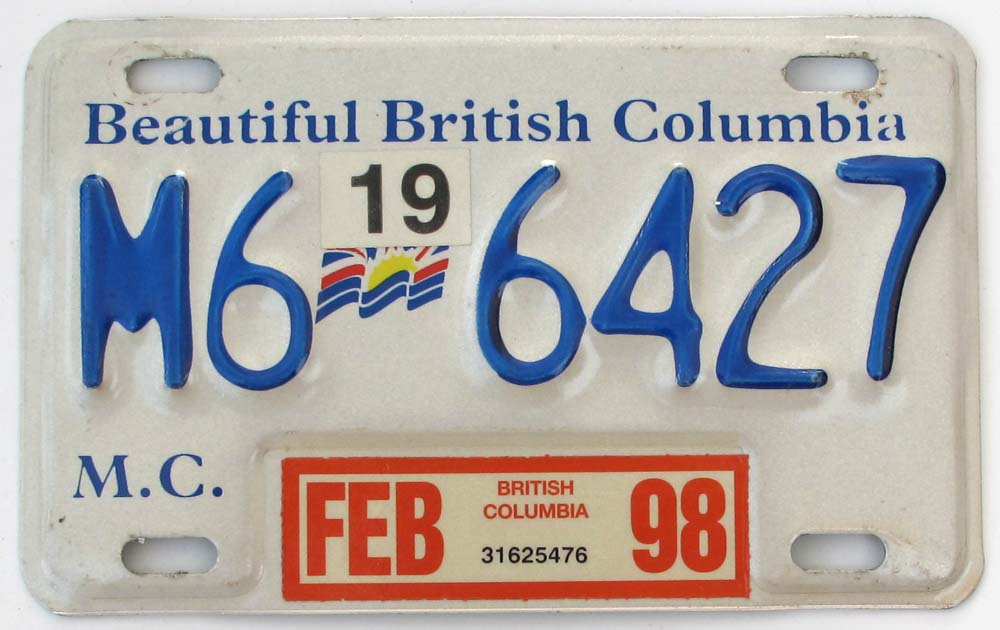 Beautiful British Columbia
M6 19 6427
M.C.
FEB BRITISH COLUMBIA 98
31625476